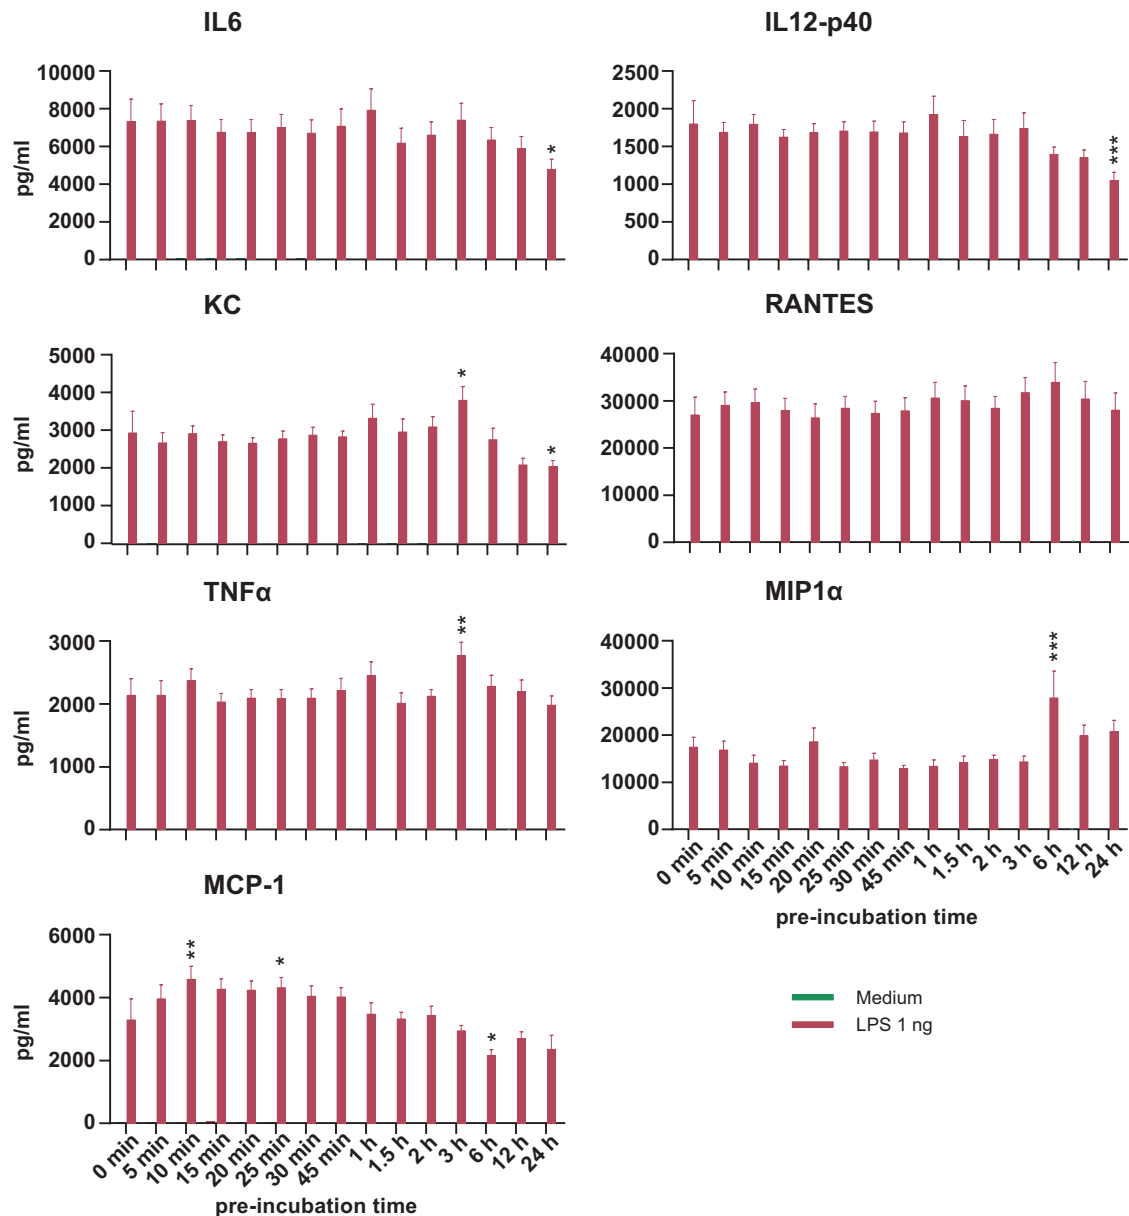 IL6
10000
8000
6000
4000
2000
0
pg/ml
*
IL12-p40
2500
2000
1500
1000
500
0
***
KC
5000
4000
3000
2000
1000
0
pg/ml
*
*
RANTES
40000
30000
20000
10000
0
TNFα
3000
2000
1000
0
pg/ml
**
MIP1α
40000
30000
20000
10000
0
***
0 min
5 min
10 min
15 min
20 min
25 min
30 min
45 min
1 h
1.5 h
2 h
3 h
6 h
12 h
24 h
pre-incubation time
MCP-1
6000
4000
2000
0
pg/ml
**
*
*
0 min
5 min
10 min
15 min
20 min
25 min
30 min
45 min
1 h
1.5 h
2 h
3 h
6 h
12 h
24 h
pre-incubation time
Medium
LPS 1 ng